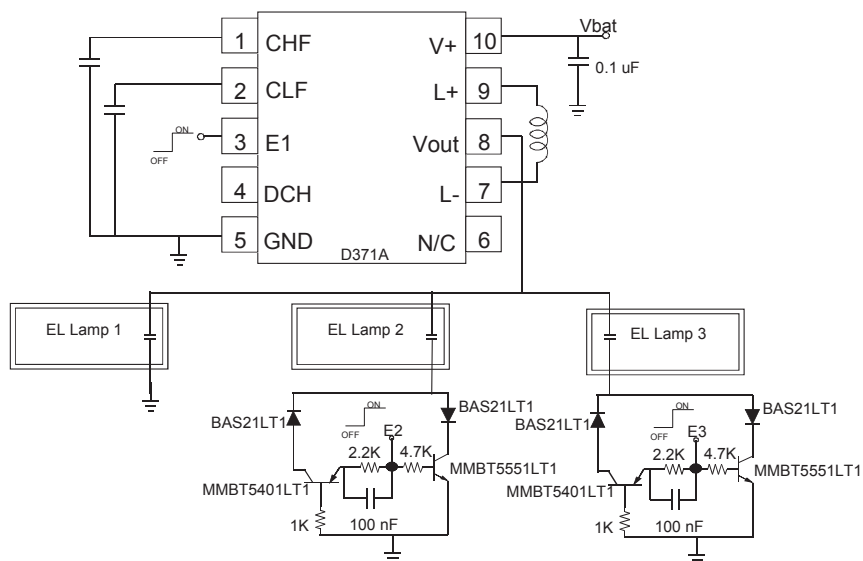 Vbat
1 CHF V+ 10
0.1 uF
2 CLF L+ 9
ON
OFF
3 E1 Vout 8
4 DCH L- 7
5 GND N/C 6
D371A
EL Lamp 1
EL Lamp 2
EL Lamp 3
BAS21LT1
ON
OFF
E2
BAS21LT1
2.2K
4.7K
MMBT5401LT1
MMBT5551LT1
1K
100 nF
BAS21LT1
ON
OFF
E3
BAS21LT1
2.2K
4.7K
MMBT5401LT1
MMBT5551LT1
1K
100 nF